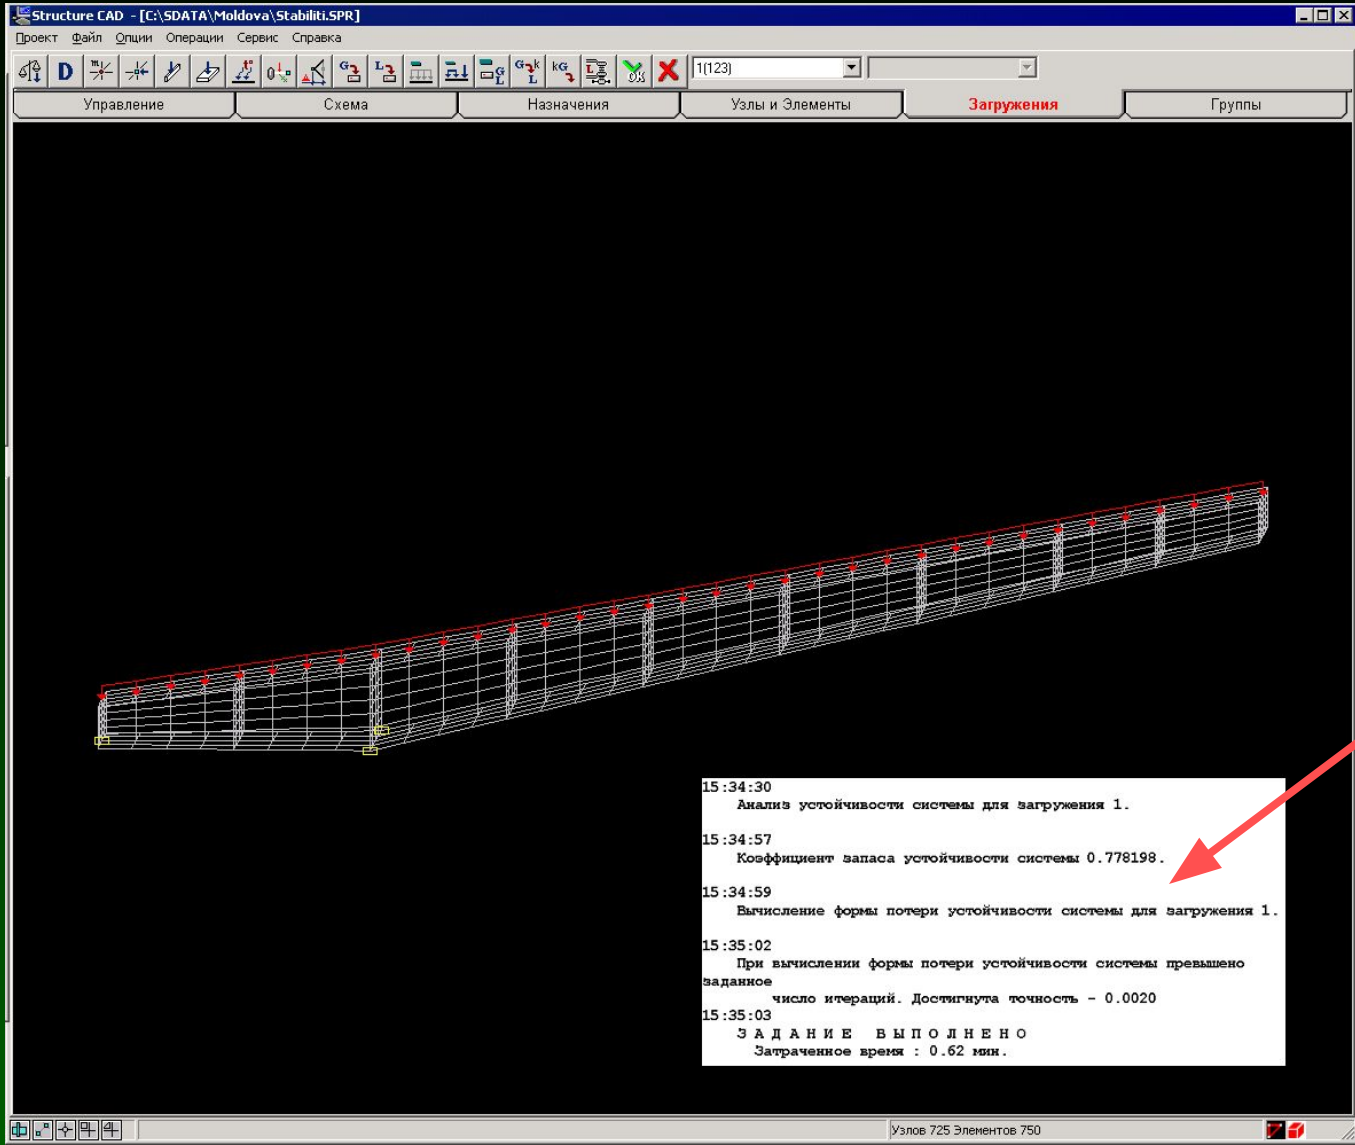 Structure CAD - [C:\SDATA\Moldova\Stabiliti.SPR]
Проект Файл Опции Операции Сервис Справка
1(123)
Управление Схема Назначения Узлы и Элементы Загружения Группы
15:34:30
Анализ устойчивости системы для загружения 1.
15:34:57
Коэффициент запаса устойчивости системы 0.778198.
15:34:59
Вычисление формы потери устойчивости системы для загружения 1.
15:35:02
При вычислении формы потери устойчивости системы превышено
заданное
число итераций. Достигнута точность - 0.0020
15:35:03
З А Д А Н И Е В Ы П О Л Н Е Н О
Затраченное время : 0.62 мин.
Узлов 725 Элементов 750